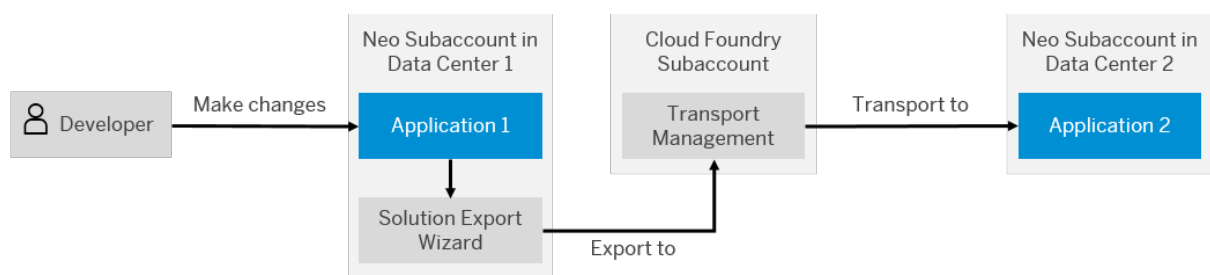 Neo Subaccount in
Data Center 1
Cloud Foundry
Subaccount
Neo Subaccount in
Data Center 2
Developer
Make changes
Application 1
Transport
Management
Transport to
Application 2
Solution Export
Wizard
Export to